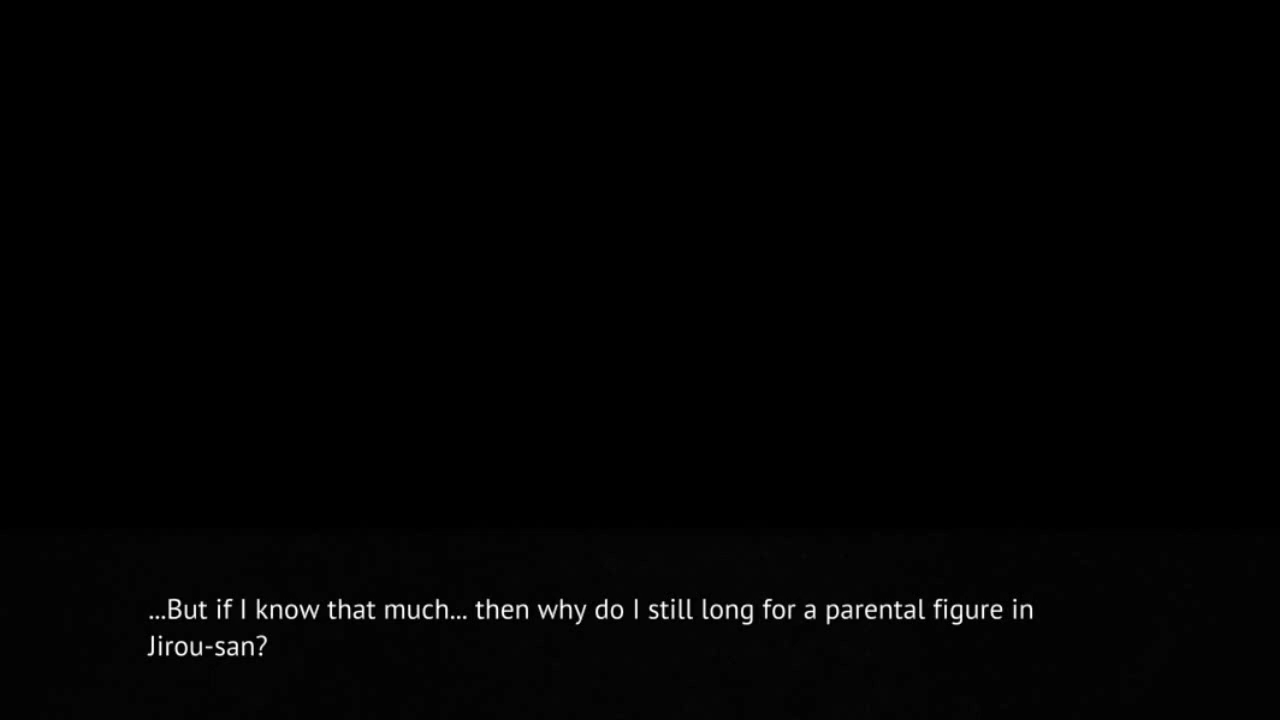 ...But if I know that much... then why do I still long for a parental figure in
Jirou-san?